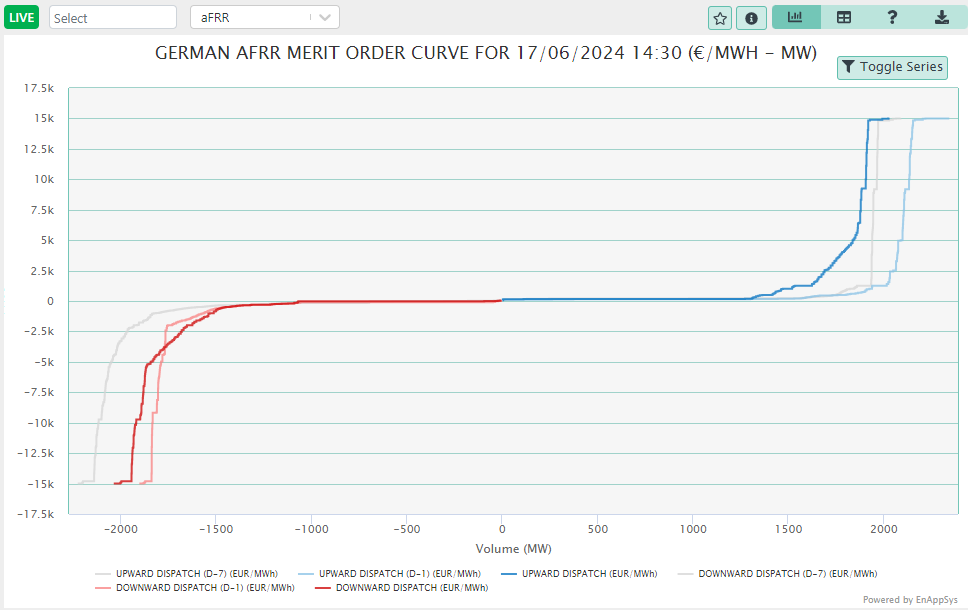 LIVE
Select
aFRR
GERMAN AFRR MERIT ORDER CURVE FOR 17/06/2024 14:30 (€/MWH - MW)
Toggle Series
17.5k
15k
12.5k
10k
7.5k
5k
2.5k
0
-2.5k
-5k
-7.5k
-10k
-12.5k
-15k
-17.5k
-2000 -1500 -1000 -500 0 500 1000 1500 2000
Volume (MW)
UPWARD DISPATCH (D-7) (EUR/MWh) UPWARD DISPATCH (D-1) (EUR/MWh) UPWARD DISPATCH (EUR/MWh) DOWNWARD DISPATCH (D-7) (EUR/MWh)
DOWNWARD DISPATCH (D-1) (EUR/MWh) DOWNWARD DISPATCH (EUR/MWh)
Powered by EnAppSys